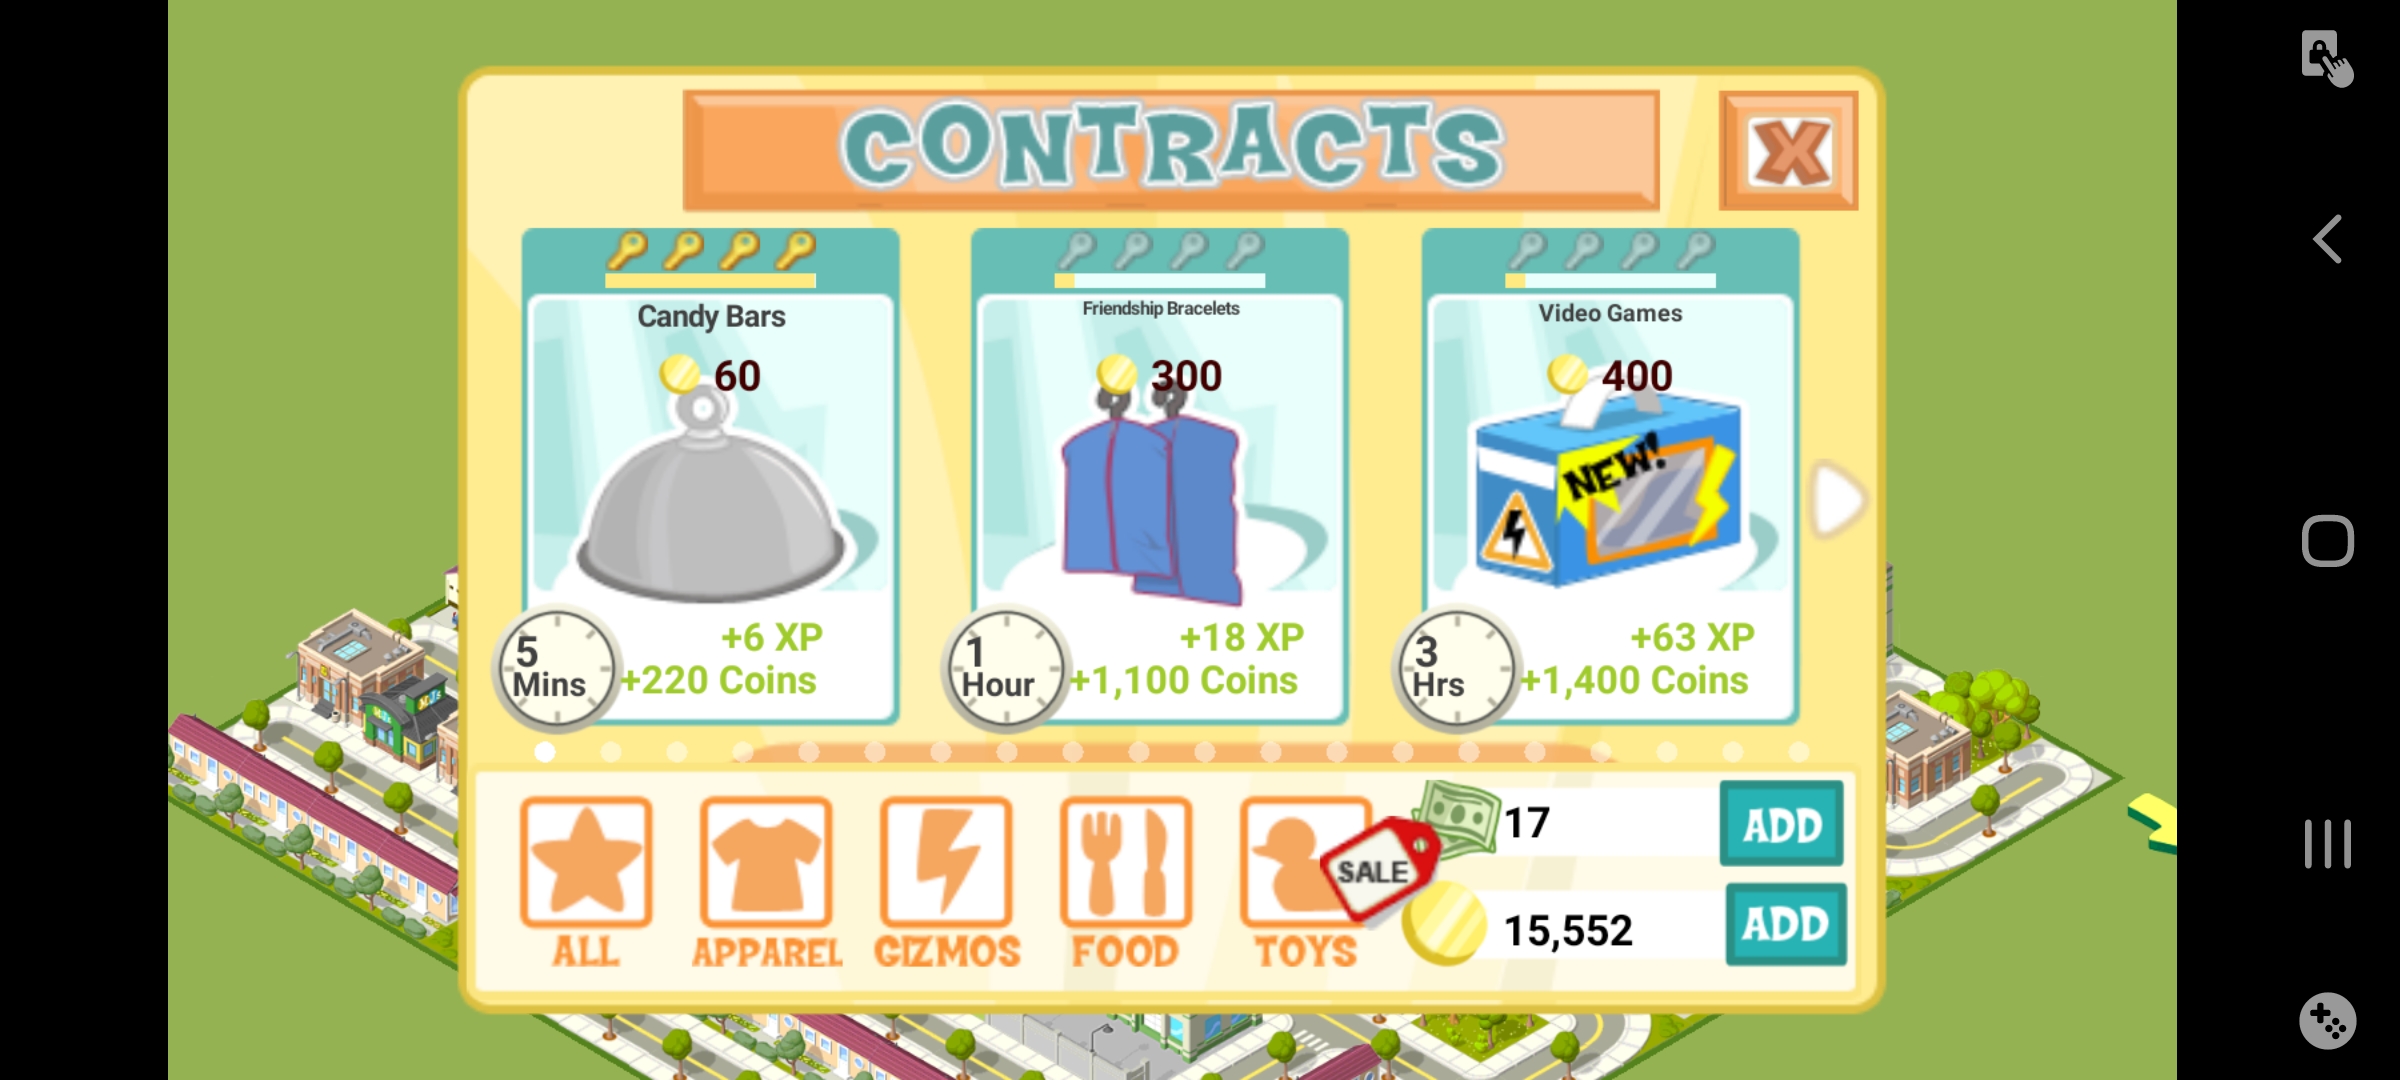 CONTRACTS
X
Candy Bars
60
5
Mins
+6 XP
+220 Coins
Friendship Bracelets
300
1
Hour
+18 XP
+1,100 Coins
Video Games
400
NEW!
3
Hrs
+63 XP
+1,400 Coins
ALL
APPAREL
GIZMOS
FOOD
TOYS
SALE
17
ADD
15,552
ADD